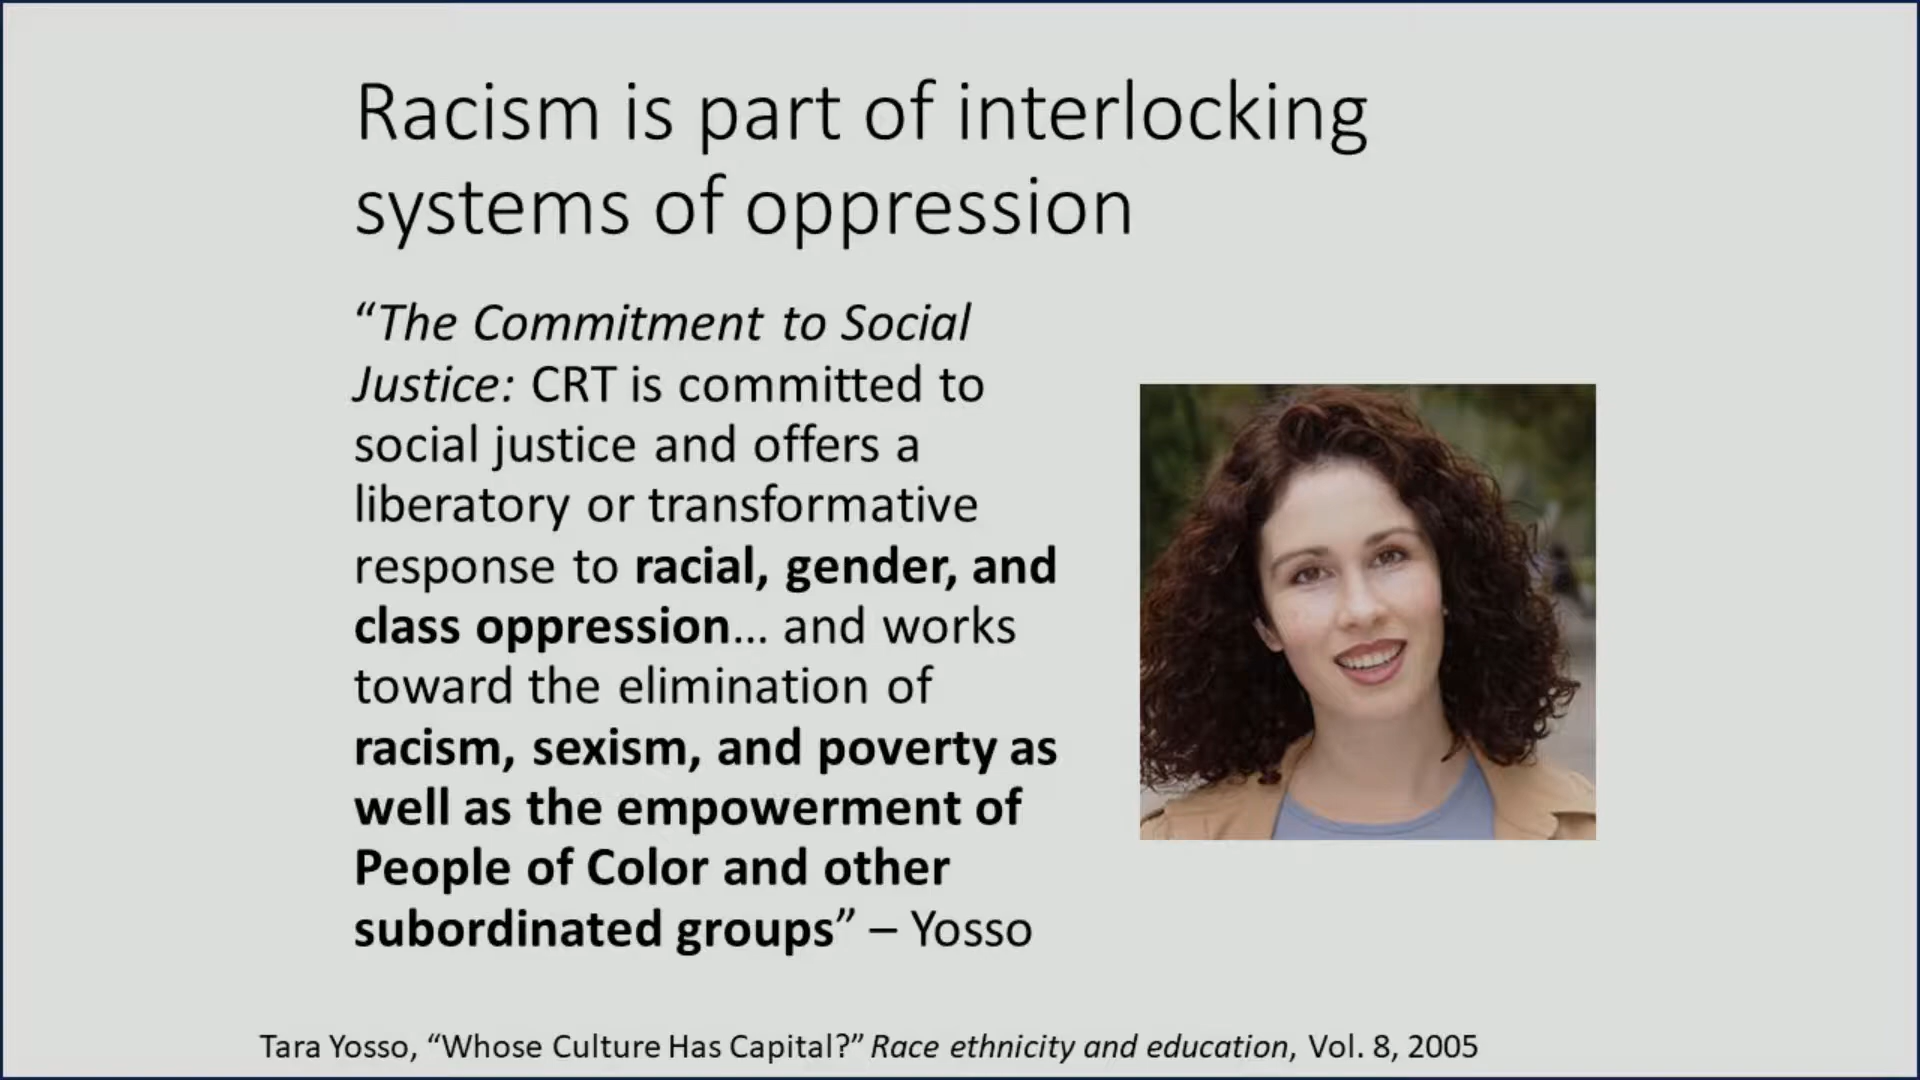 Racism is part of interlocking
systems of oppression
“The Commitment to Social
Justice: CRT is committed to
social justice and offers a
liberatory or transformative
response to racial, gender, and
class oppression… and works
toward the elimination of
racism, sexism, and poverty as
well as the empowerment of
People of Color and other
subordinated groups” – Yosso
Tara Yosso, “Whose Culture Has Capital?” Race ethnicity and education, Vol. 8, 2005